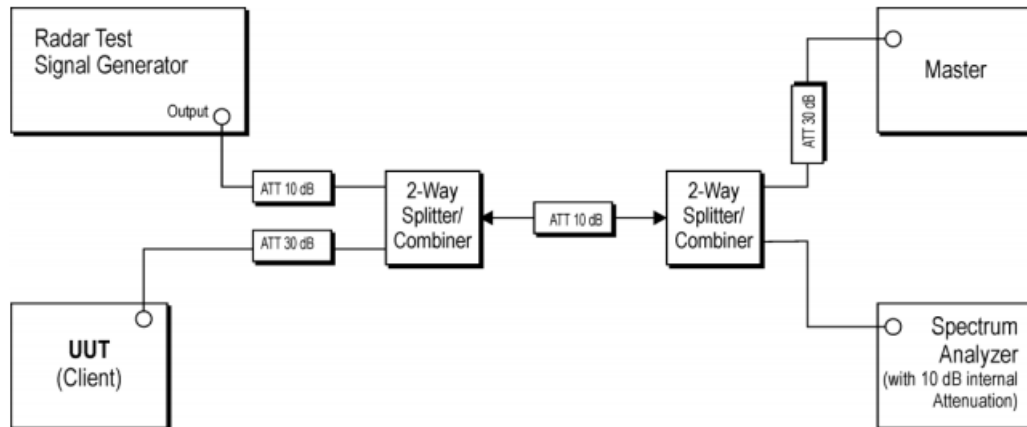 Radar Test
Signal Generator
Output
ATT 10 dB
2-Way
Splitter/
Combiner
ATT 30 dB
ATT 10 dB
2-Way
Splitter/
Combiner
ATT 30 dB
Master
UUT
(Client)
Spectrum
Analyzer
(with 10 dB internal
Attenuation)